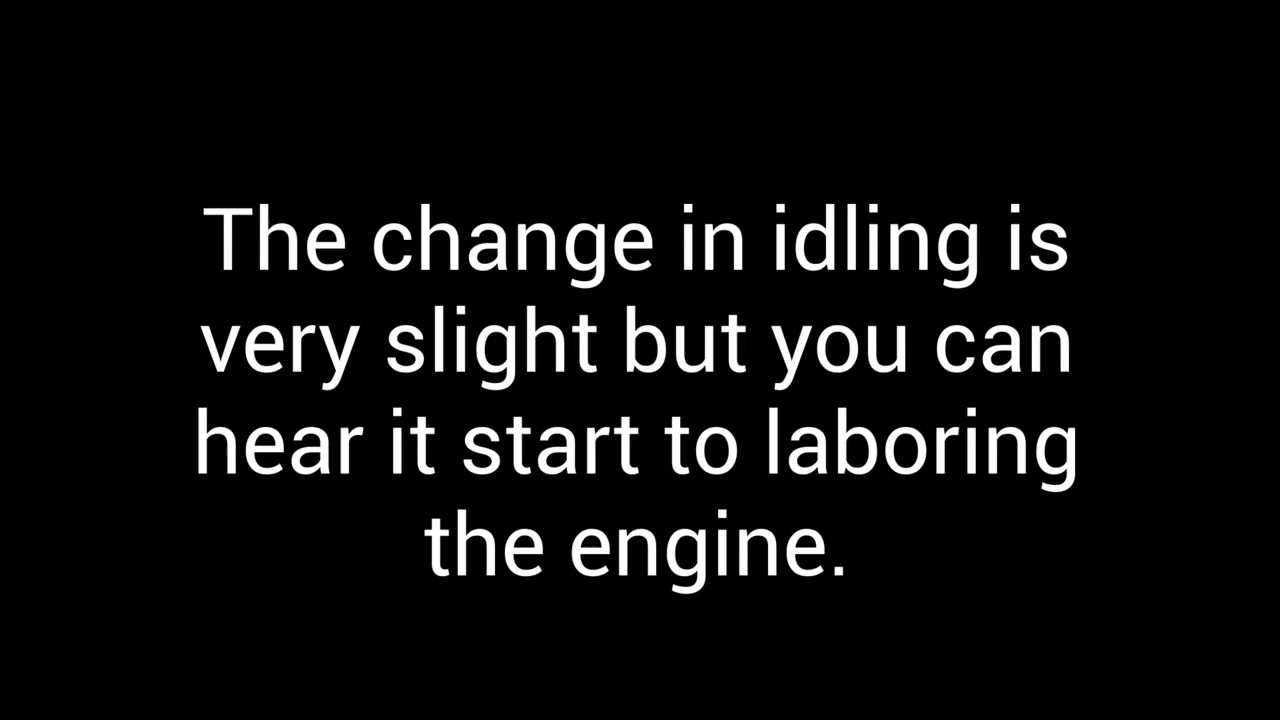 The change in idling is
very slight but you can
hear it start to laboring
the engine.